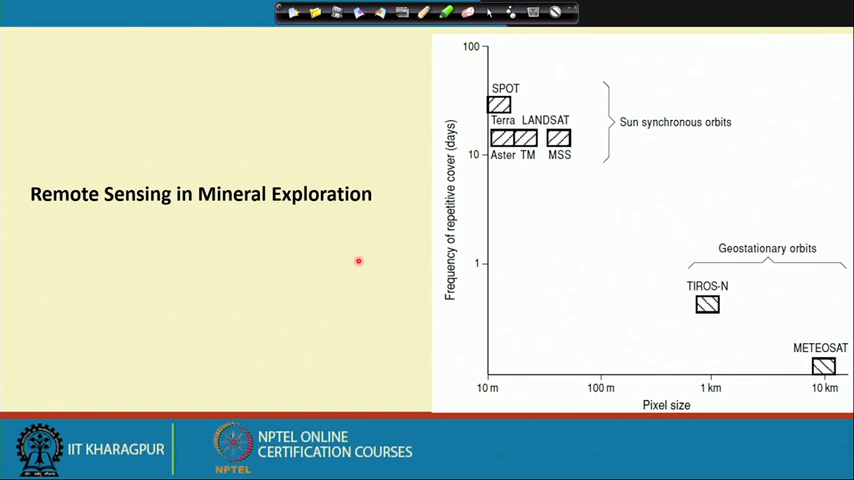 Remote Sensing in Mineral Exploration
Frequency of repetitive cover (days)
100
10
1
SPOT
Terra LANDSAT
Aster TM MSS
Sun synchronous orbits
Geostationary orbits
TIROS-N
METEOSAT
10 m 100 m 1 km 10 km
Pixel size
IIT KHARAGPUR
NPTEL
NPTEL ONLINE
CERTIFICATION COURSES